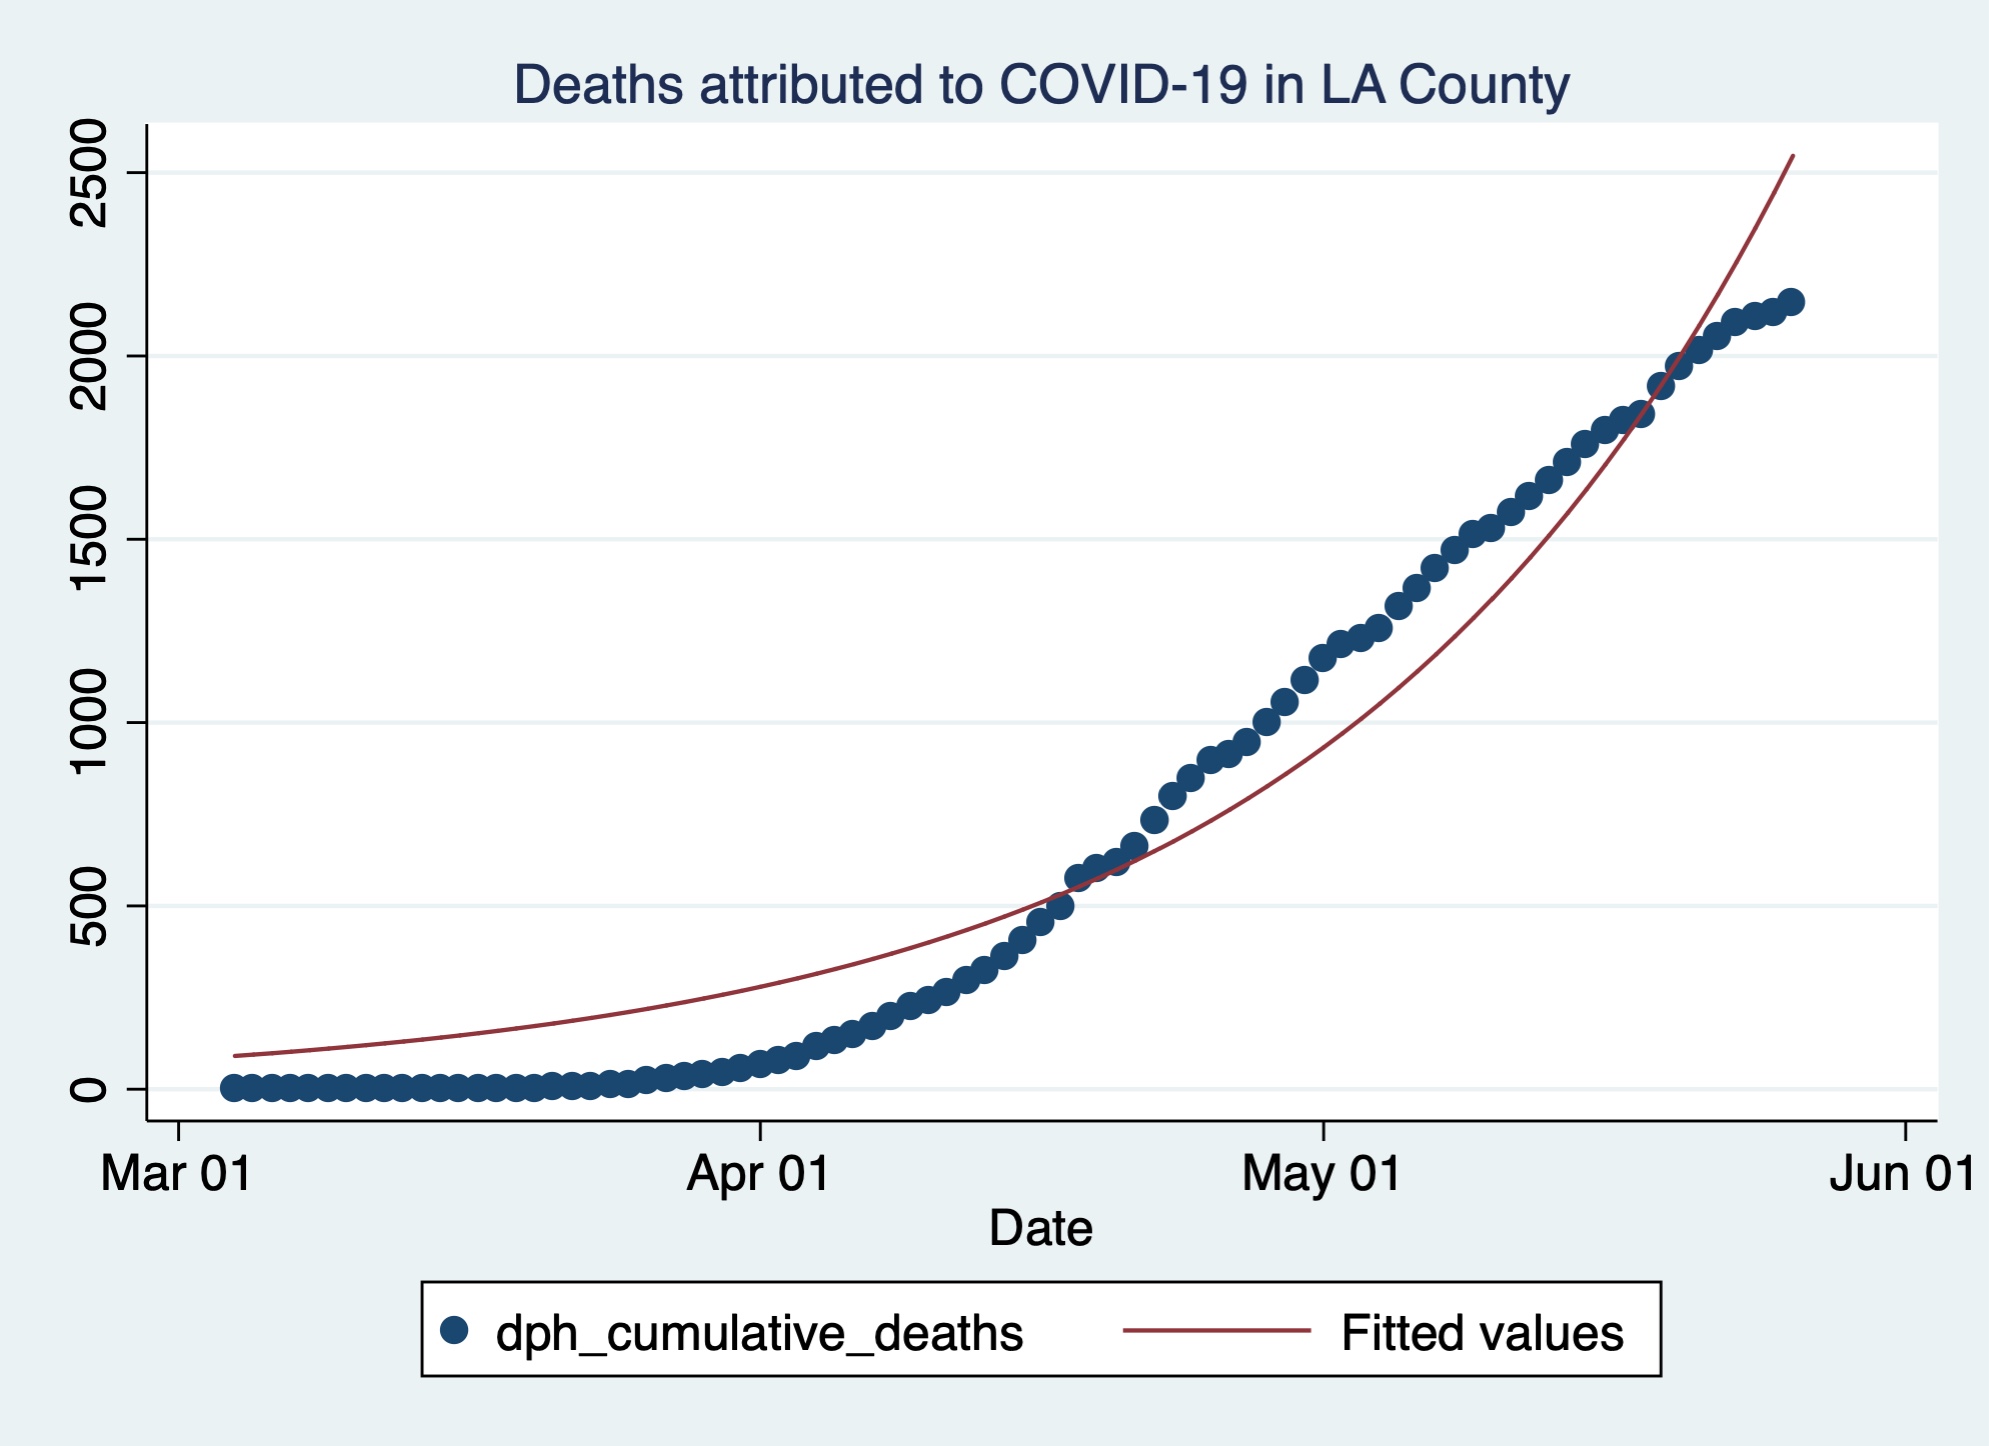 Deaths attributed to COVID-19 in LA County
2500
2000
1500
1000
500
0
Mar 01 Apr 01 May 01 Jun 01
Date
dph_cumulative_deaths Fitted values